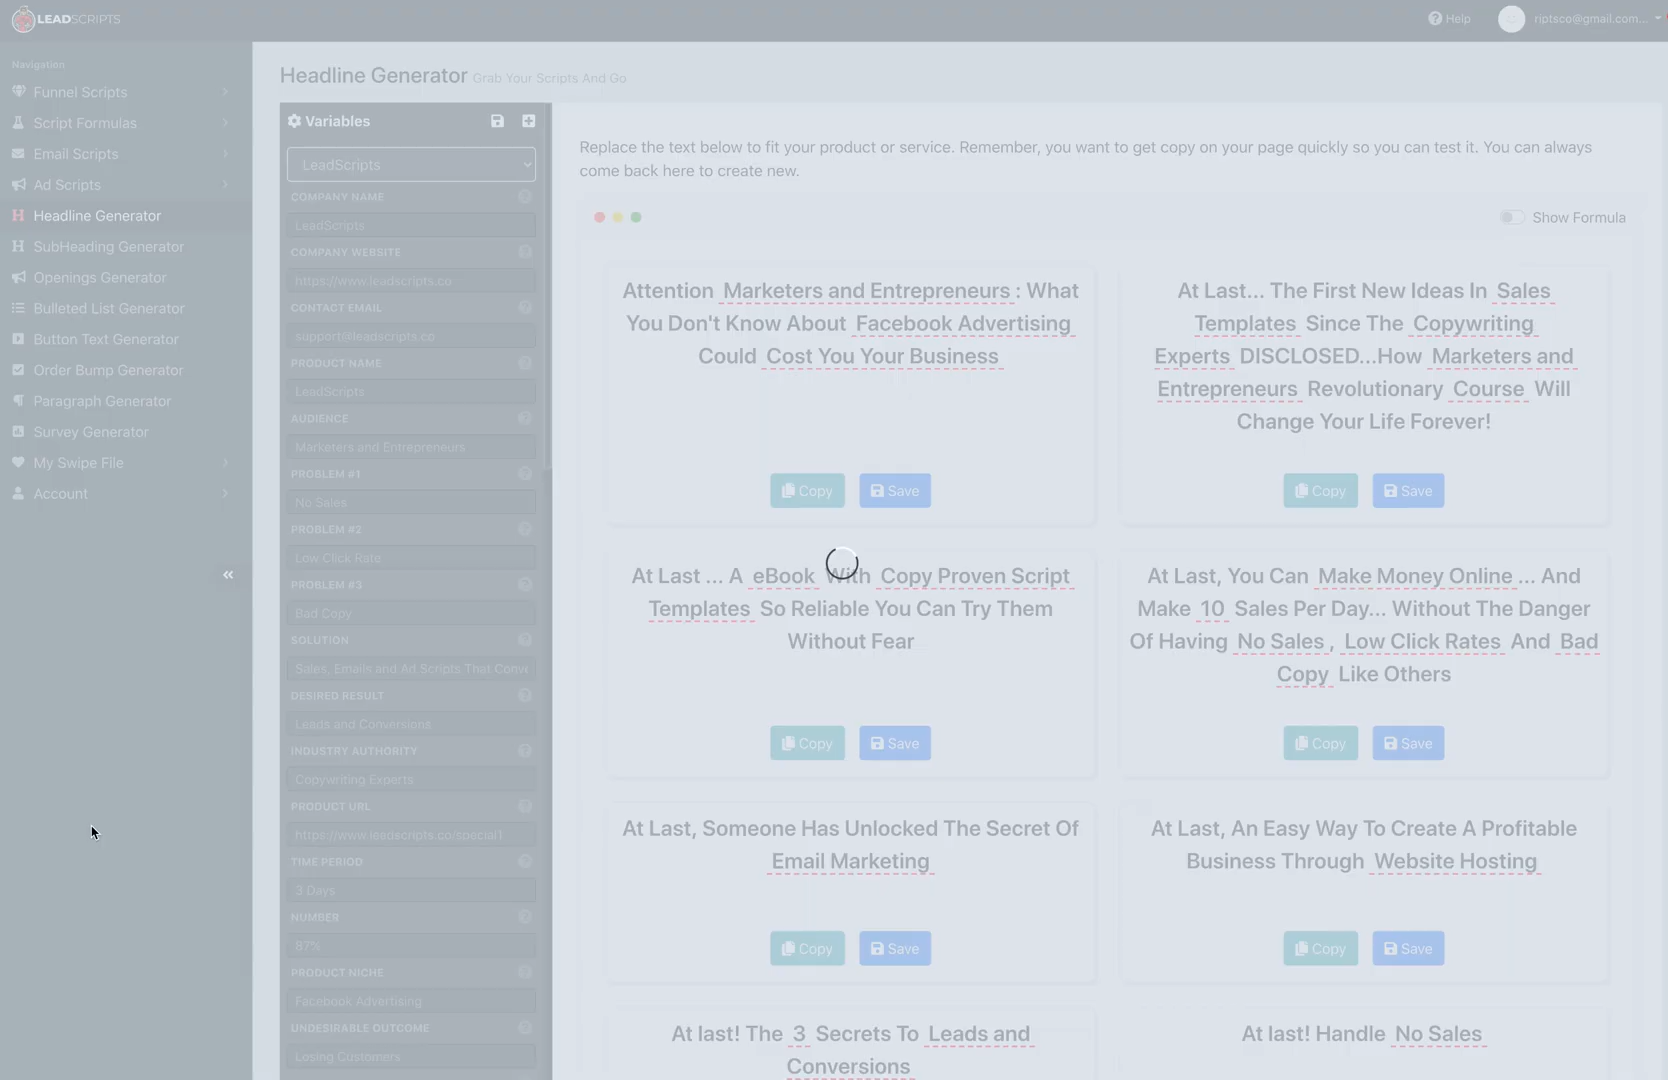 LEADSCRIPTS
Help
riptsco@gmail.com...
Navigation
Funnel Scripts
Script Formulas
Email Scripts
Ad Scripts
Headline Generator
SubHeading Generator
Openings Generator
Bulleted List Generator
Button Text Generator
Order Bump Generator
Paragraph Generator
Survey Generator
My Swipe File
Account
Headline Generator Grab Your Scripts And Go
Variables
LeadScripts
COMPANY NAME
LeadScripts
COMPANY WEBSITE
https://www.leadscripts.co
CONTACT EMAIL
support@leadscripts.co
PRODUCT NAME
LeadScripts
AUDIENCE
Marketers and Entrepreneurs
PROBLEM #1
No Sales
PROBLEM #2
Low Click Rate
PROBLEM #3
Bad Copy
SOLUTION
Sales, Emails and Ad Scripts That Conve
DESIRED RESULT
Leads and Conversions
INDUSTRY AUTHORITY
Copywriting Experts
PRODUCT URL
https://www.leadscripts.co/special1
TIME PERIOD
3 Days
NUMBER
87%
PRODUCT NICHE
Facebook Advertising
UNDESIRABLE OUTCOME
Losing Customers
Replace the text below to fit your product or service. Remember, you want to get copy on your page quickly so you can test it. You can always
come back here to create new.
Show Formula
Attention Marketers and Entrepreneurs : What
You Don't Know About Facebook Advertising
Could Cost You Your Business
Copy Save
At Last... The First New Ideas In Sales
Templates Since The Copywriting
Experts DISCLOSED...How Marketers and
Entrepreneurs Revolutionary Course Will
Change Your Life Forever!
Copy Save
At Last ... A eBook With Copy Proven Script
Templates So Reliable You Can Try Them
Without Fear
Copy Save
At Last, You Can Make Money Online ... And
Make 10 Sales Per Day... Without The Danger
Of Having No Sales , Low Click Rates And Bad
Copy Like Others
Copy Save
At Last, Someone Has Unlocked The Secret Of
Email Marketing
Copy Save
At Last, An Easy Way To Create A Profitable
Business Through Website Hosting
Copy Save
At last! The 3 Secrets To Leads and
Conversions
At last! Handle No Sales